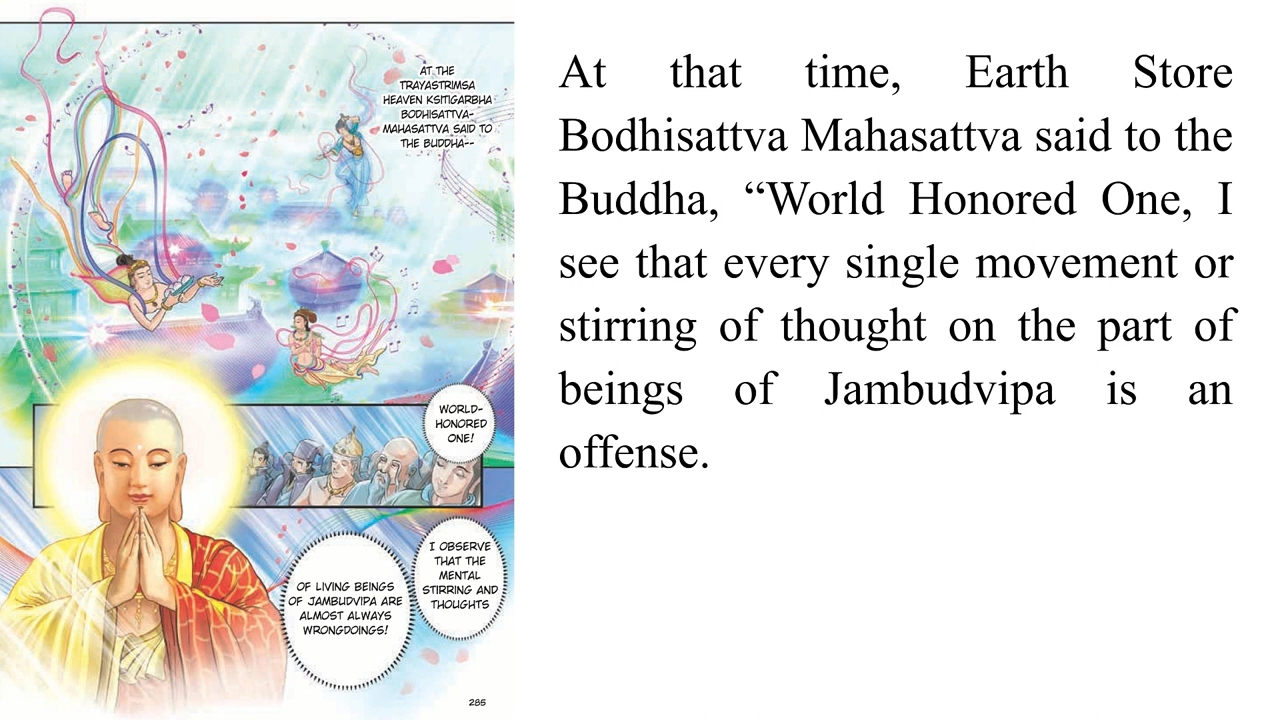 AT THE
TRAYASTRIMSA
HEAVEN KSITIGARBHA
BODHISATTVA-
MAHASATTVA SAID TO
THE BUDDHA--
WORLD-
HONORED
ONE!
I OBSERVE
THAT THE
MENTAL
STIRRING AND
THOUGHTS
OF LIVING BEINGS
OF JAMBUDVIPA ARE
ALMOST ALWAYS
WRONGDOINGS!
285
At that time, Earth Store
Bodhisattva Mahasattva said to the
Buddha, “World Honored One, I
see that every single movement or
stirring of thought on the part of
beings of Jambudvipa is an
offense.